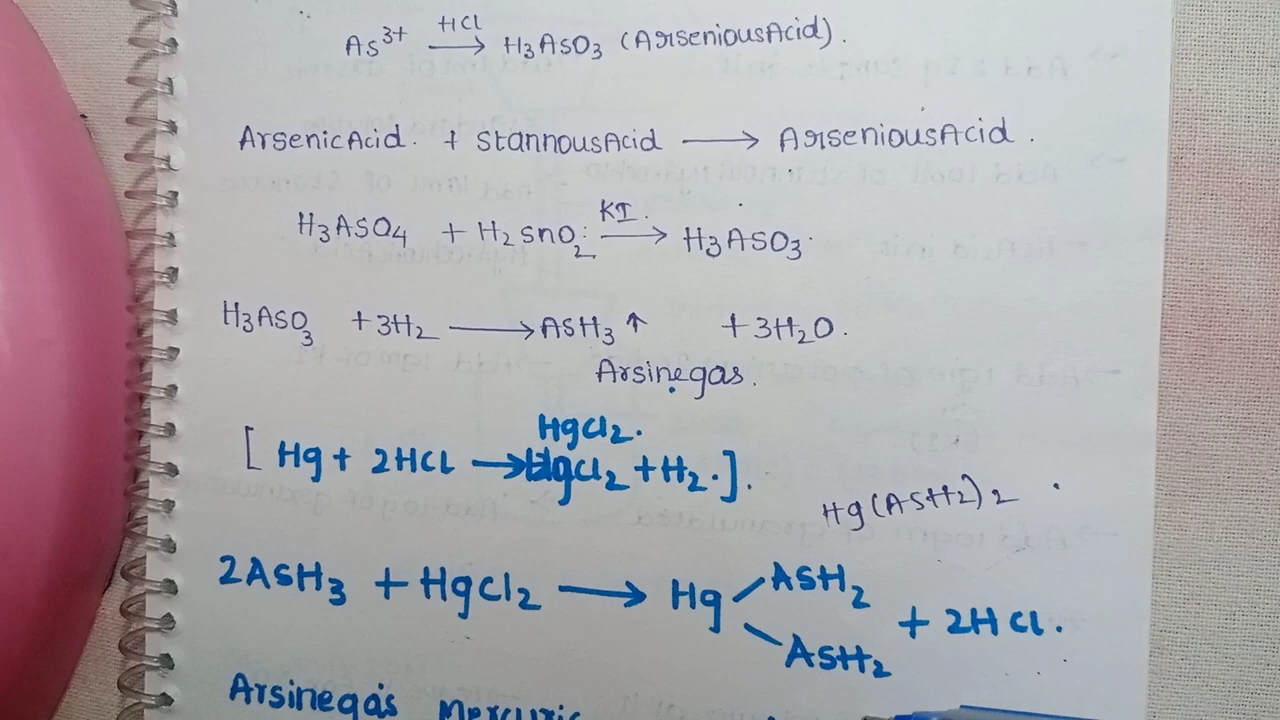 As³⁺ —HCl→ H₃AsO₃ (ArseniousAcid).
ArsenicAcid. + StannousAcid ⟶ ArseniousAcid.
H₃ASO₄ + H₂SnO₂ —KI.→ H₃ASO₃.
H₃ASO₃ + 3H₂ ⟶ ASH₃ ↑ + 3H₂O.
Arsinegas.
HgCl₂.
[ Hg + 2HCl ⟶ HgCl₂ + H₂. ].
Hg(ASH₂)₂
2ASH₃ + HgCl₂ ⟶ Hg ASH₂ ASH₂ + 2HCl.
Arsinegas Mercuric